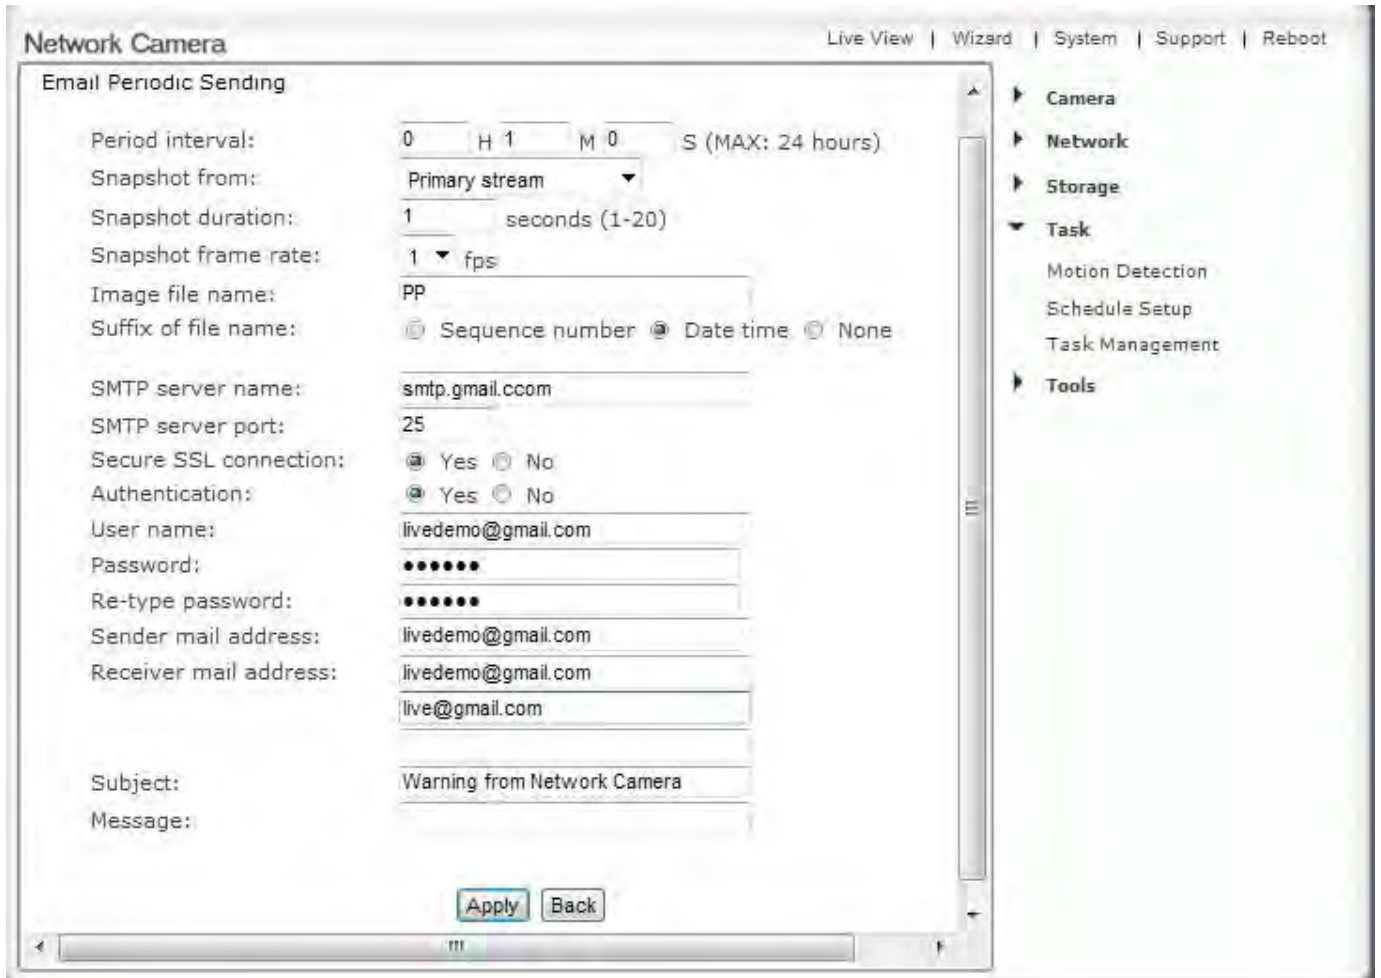 Network Camera
Live View | Wizard | System | Support | Reboot
Email Periodic Sending
Period interval: 0 H 1 M 0 S (MAX: 24 hours)
Snapshot from: Primary stream
Snapshot duration: 1 seconds (1-20)
Snapshot frame rate: 1 fps
Image file name: PP
Suffix of file name: Sequence number Date time None
SMTP server name: smtp.gmail.ccom
SMTP server port: 25
Secure SSL connection: Yes No
Authentication: Yes No
User name: livedemo@gmail.com
Password: ••••••
Re-type password: ••••••
Sender mail address: livedemo@gmail.com
Receiver mail address: livedemo@gmail.com
live@gmail.com
Subject: Warning from Network Camera
Message:
Apply Back
Camera
Network
Storage
Task
Motion Detection
Schedule Setup
Task Management
Tools